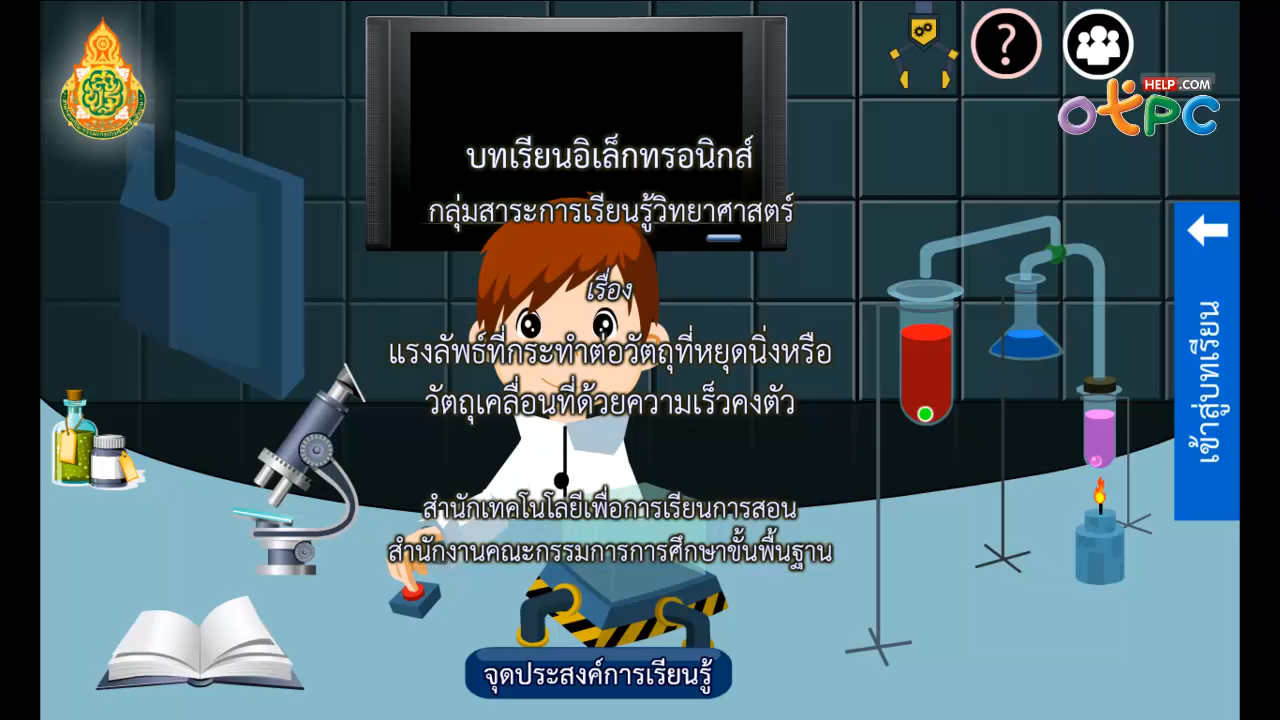 HELP.COM
OTPC
บทเรียนอิเล็กทรอนิกส์
กลุ่มสาระการเรียนรู้วิทยาศาสตร์
เรื่อง
แรงลัพธ์ที่กระทำต่อวัตถุที่หยุดนิ่งหรือ
วัตถุเคลื่อนที่ด้วยความเร็วคงตัว
เข้าสู่บทเรียน
สำนักเทคโนโลยีเพื่อการเรียนการสอน
สำนักงานคณะกรรมการการศึกษาขั้นพื้นฐาน
จุดประสงค์การเรียนรู้